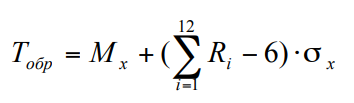 T_обр = M_x + (∑_{i=1}^{12} R_i − 6) · σ_x